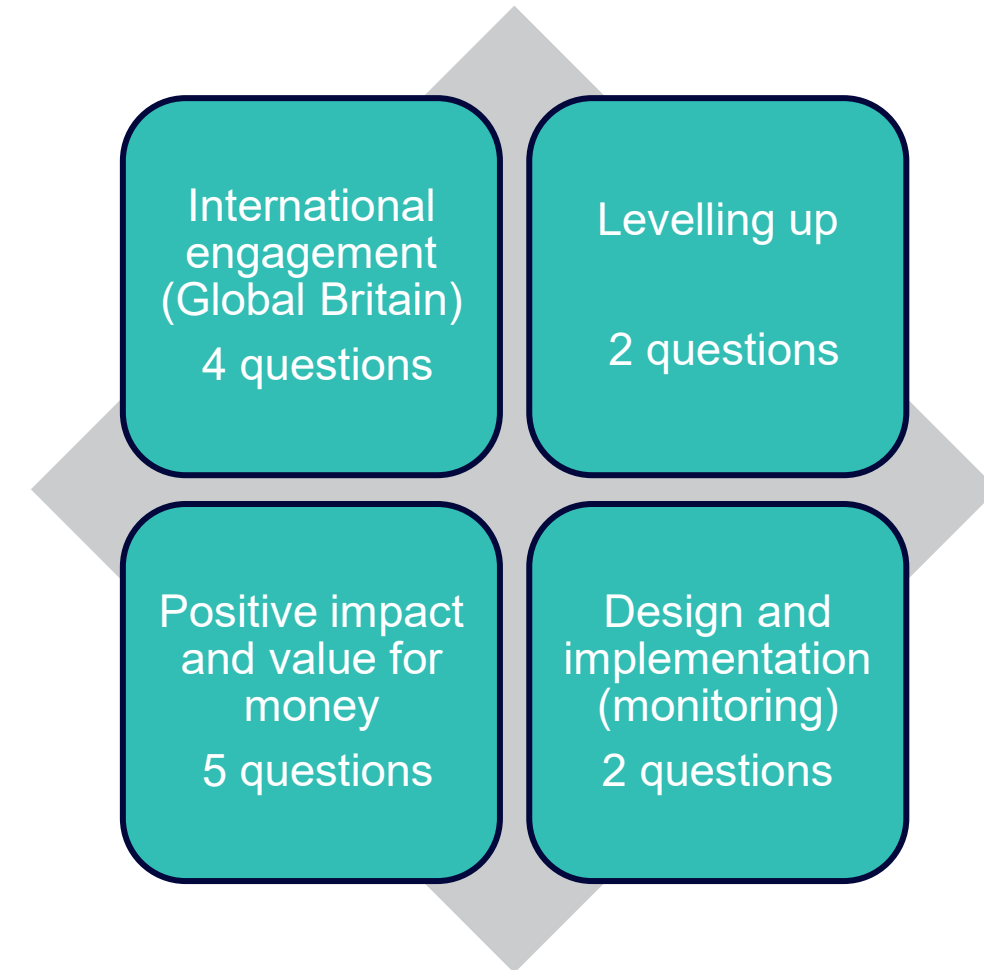 International
engagement
(Global Britain)
4 questions
Levelling up
2 questions
Positive impact
and value for
money
5 questions
Design and
implementation
(monitoring)
2 questions